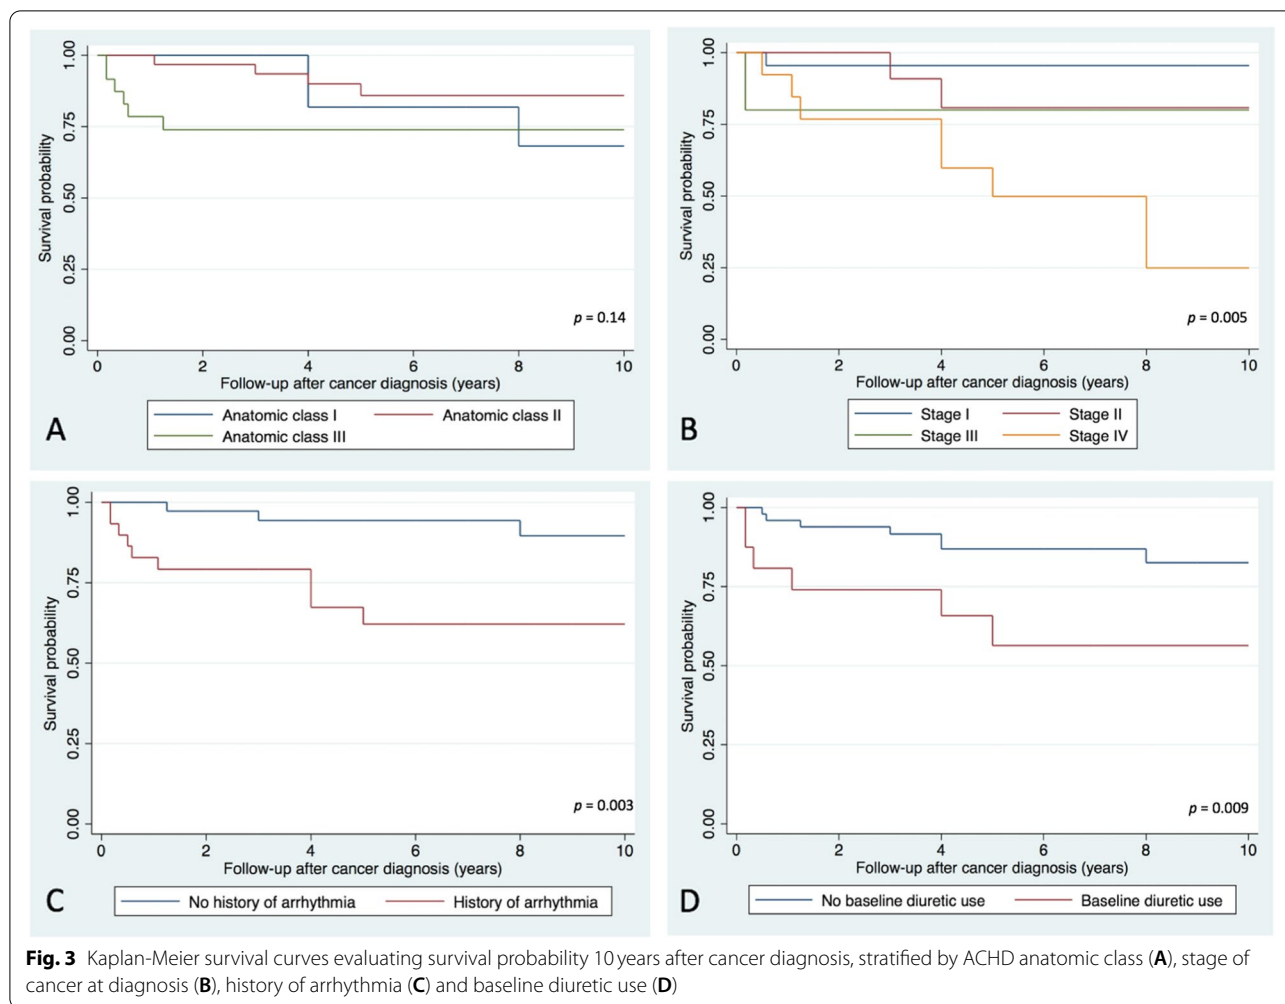 1.00
0.75
0.50
0.25
0.00
Survival probability
p = 0.14
0 2 4 6 8 10
Follow-up after cancer diagnosis (years)
Anatomic class I Anatomic class II
Anatomic class III
A
1.00
0.75
0.50
0.25
0.00
Survival probability
p = 0.005
0 2 4 6 8 10
Follow-up after cancer diagnosis (years)
Stage I Stage II
Stage III Stage IV
B
1.00
0.75
0.50
0.25
0.00
Survival probability
p = 0.003
0 2 4 6 8 10
Follow-up after cancer diagnosis (years)
No history of arrhythmia History of arrhythmia
C
1.00
0.75
0.50
0.25
0.00
Survival probability
p = 0.009
0 2 4 6 8 10
Follow-up after cancer diagnosis (years)
No baseline diuretic use Baseline diuretic use
D
Fig. 3 Kaplan-Meier survival curves evaluating survival probability 10 years after cancer diagnosis, stratified by ACHD anatomic class (A), stage of
cancer at diagnosis (B), history of arrhythmia (C) and baseline diuretic use (D)